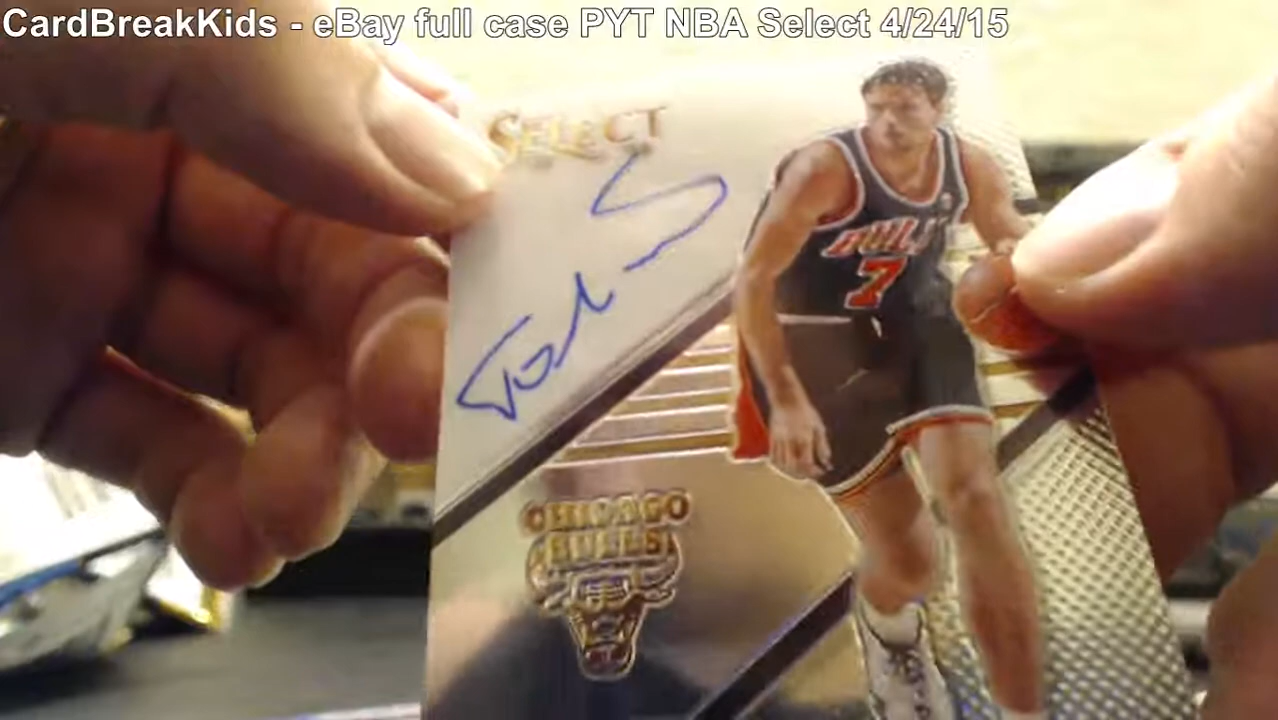 CardBreakKids - eBay full case PYT NBA Select 4/24/15
SELECT
BULLS
7
CHICAGO
BULLS